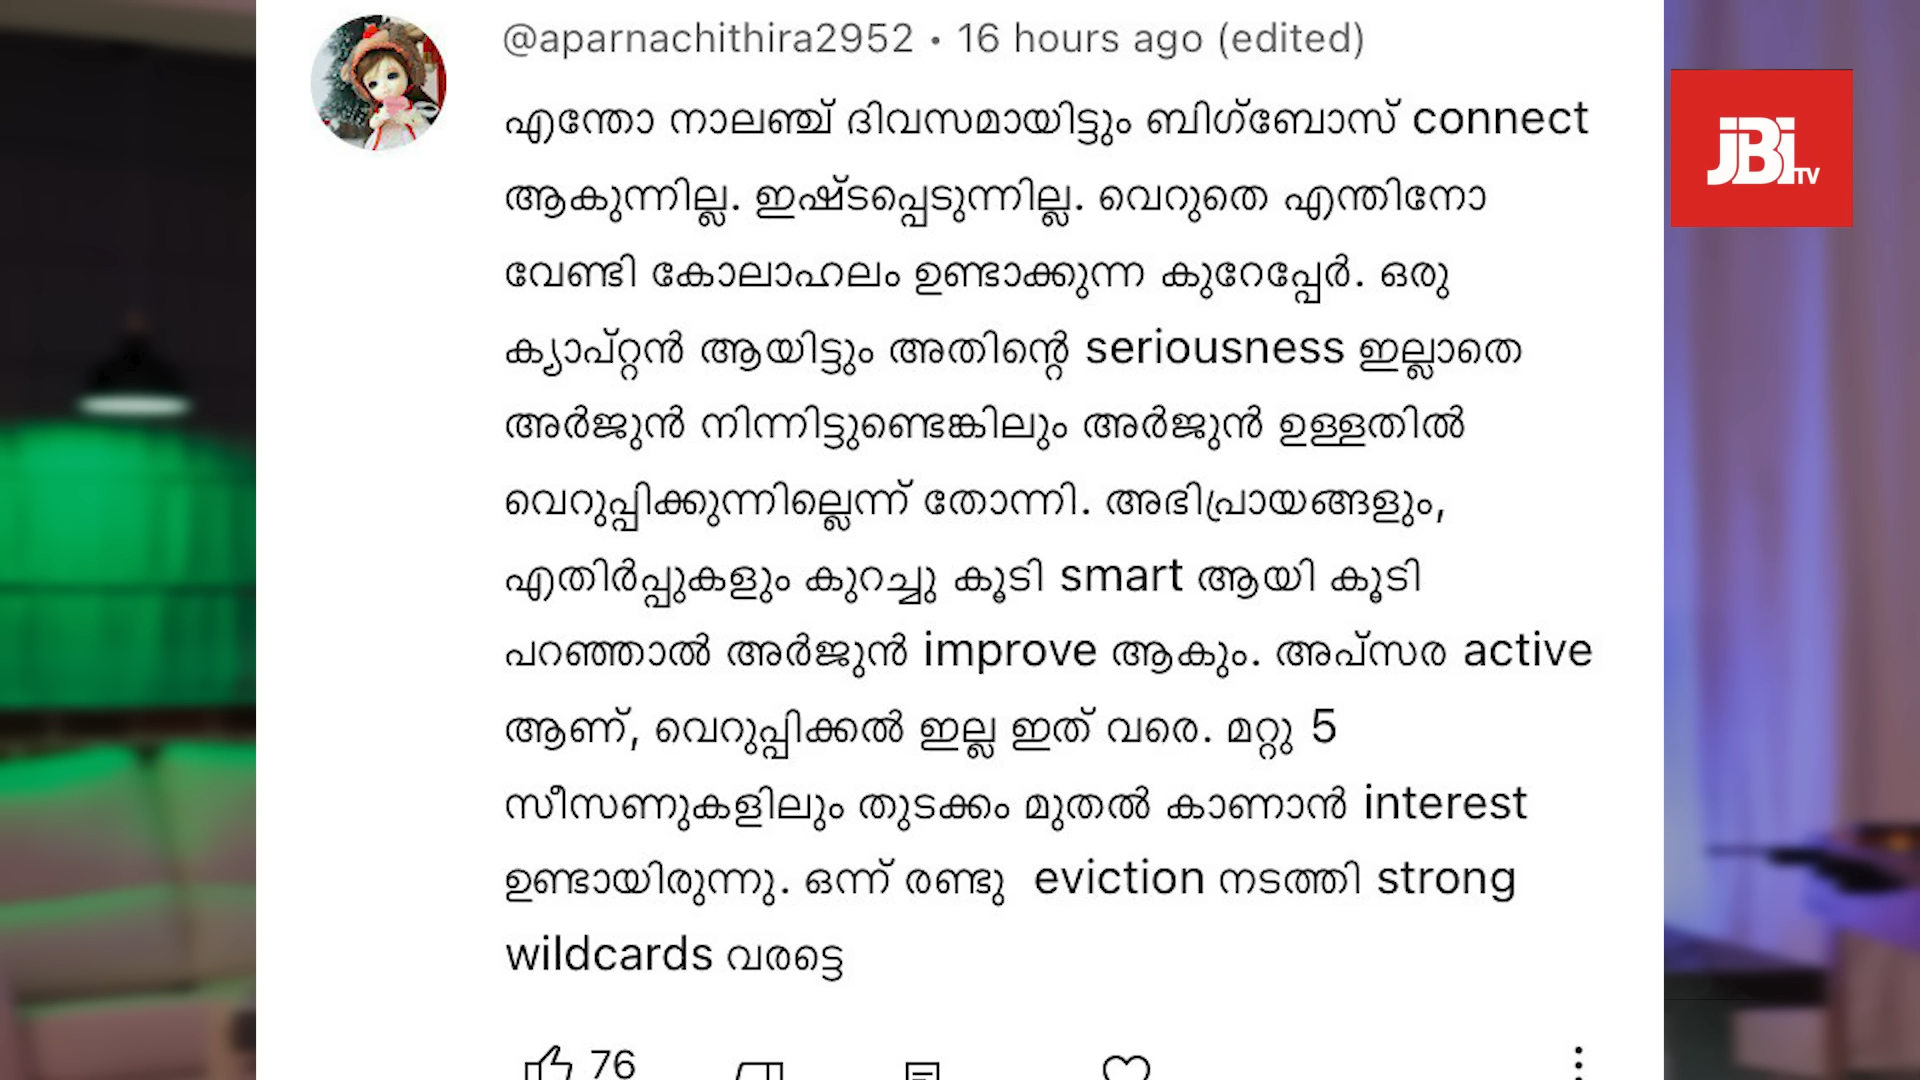 @aparnachithira2952 • 16 hours ago (edited)
എന്തോ നാലഞ്ച് ദിവസമായിട്ടും ബിഗ്ബോസ് connect
ആകുന്നില്ല. ഇഷ്ടപ്പെടുന്നില്ല. വെറുതെ എന്തിനോ
വേണ്ടി കോലാഹലം ഉണ്ടാക്കുന്ന കുറേപ്പേർ. ഒരു
ക്യാപ്റ്റൻ ആയിട്ടും അതിന്റെ seriousness ഇല്ലാതെ
അർജുൻ നിന്നിട്ടുണ്ടെങ്കിലും അർജുൻ ഉള്ളതിൽ
വെറുപ്പിക്കുന്നില്ലെന്ന് തോന്നി. അഭിപ്രായങ്ങളും,
എതിർപ്പുകളും കുറച്ചു കൂടി smart ആയി കൂടി
പറഞ്ഞാൽ അർജുൻ improve ആകും. അപ്സര active
ആണ്, വെറുപ്പിക്കൽ ഇല്ല ഇത് വരെ. മറ്റു 5
സീസണുകളിലും തുടക്കം മുതൽ കാണാൻ interest
ഉണ്ടായിരുന്നു. ഒന്ന് രണ്ടു eviction നടത്തി strong
wildcards വരട്ടെ
76
JBI TV